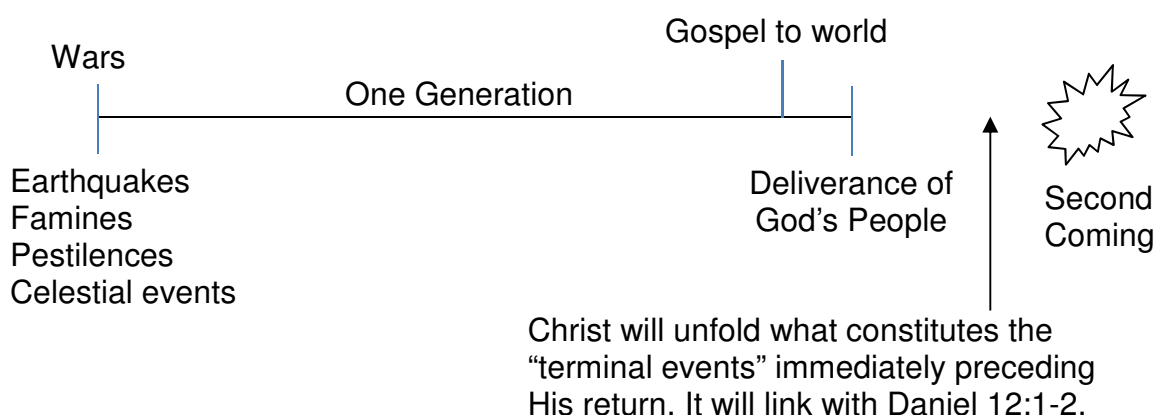 Gospel to world
Wars
One Generation
Earthquakes
Famines
Pestilences
Celestial events
Deliverance of
God's People
Second
Coming
Christ will unfold what constitutes the
“terminal events” immediately preceding
His return. It will link with Daniel 12:1-2.